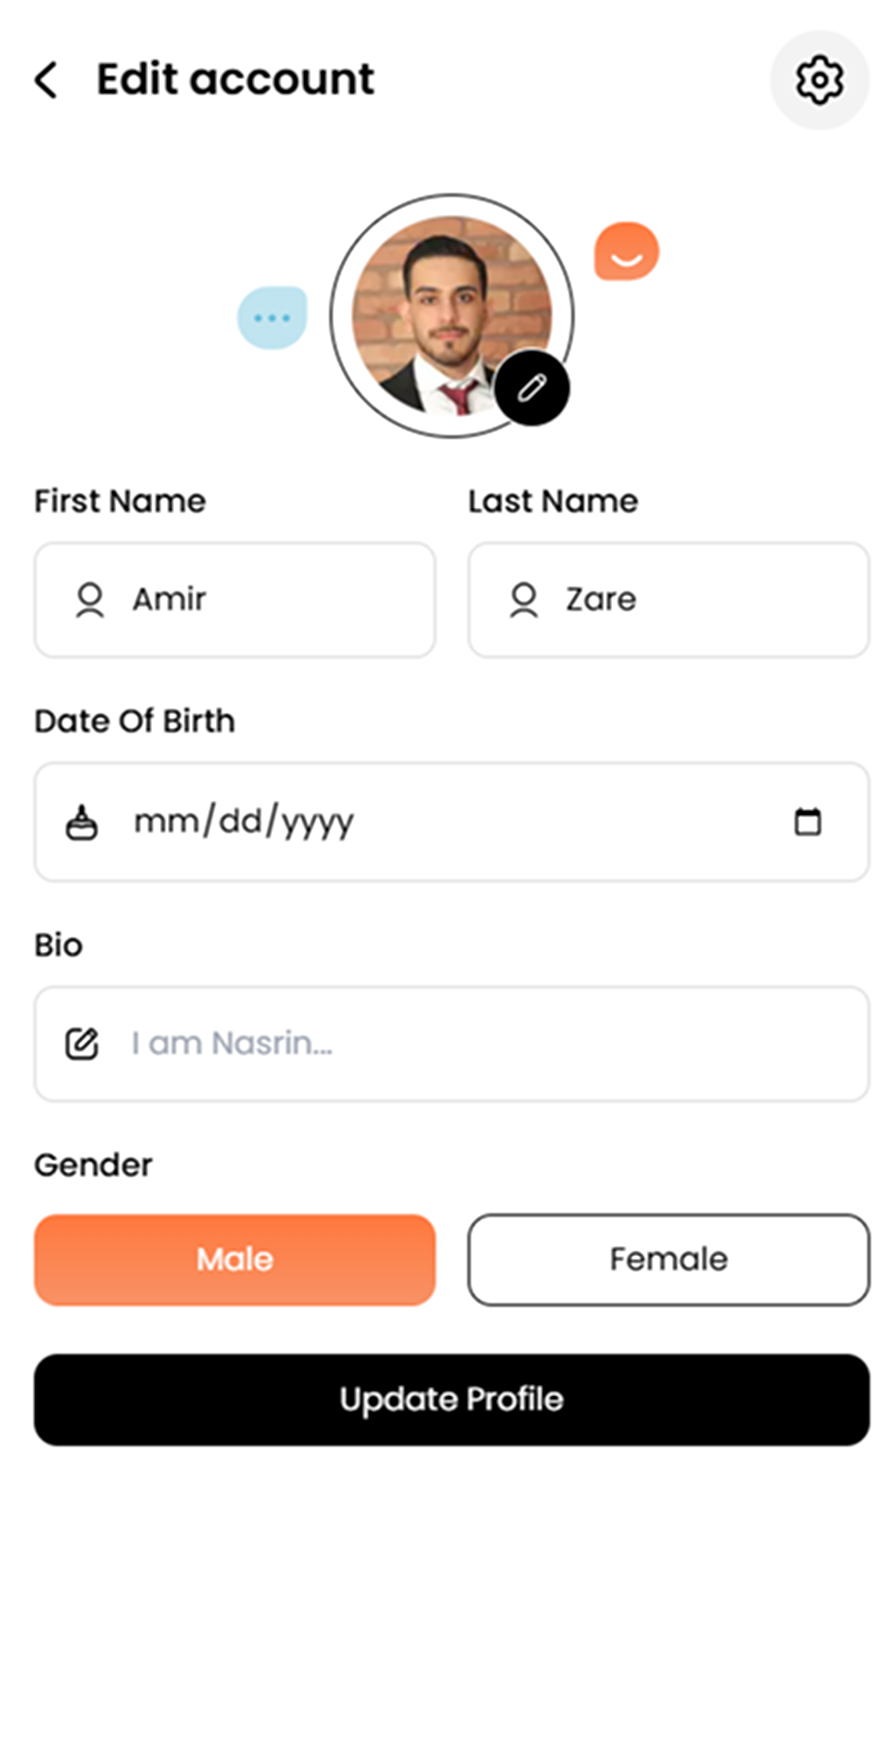 Edit account
First Name
Last Name
Amir
Zare
Date Of Birth
mm/dd/yyyy
Bio
I am Nasrin...
Gender
Male
Female
Update Profile